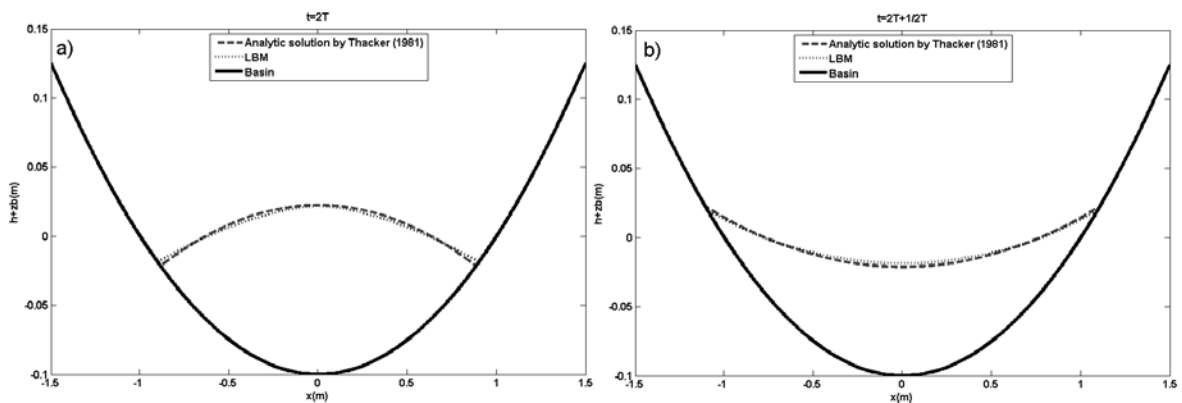 t=2T
a)
Analytic solution by Thacker (1981)
LBM
Basin
0.15
0.1
0.05
0
-0.05
-0.1
h+zb(m)
-1.5
-1
-0.5
0
0.5
1
1.5
x(m)
t=2T+1/2T
b)
Analytic solution by Thacker (1981)
LBM
Basin
0.15
0.1
0.05
0
-0.05
-0.1
h+zb(m)
-1.5
-1
-0.5
0
0.5
1
1.5
x(m)